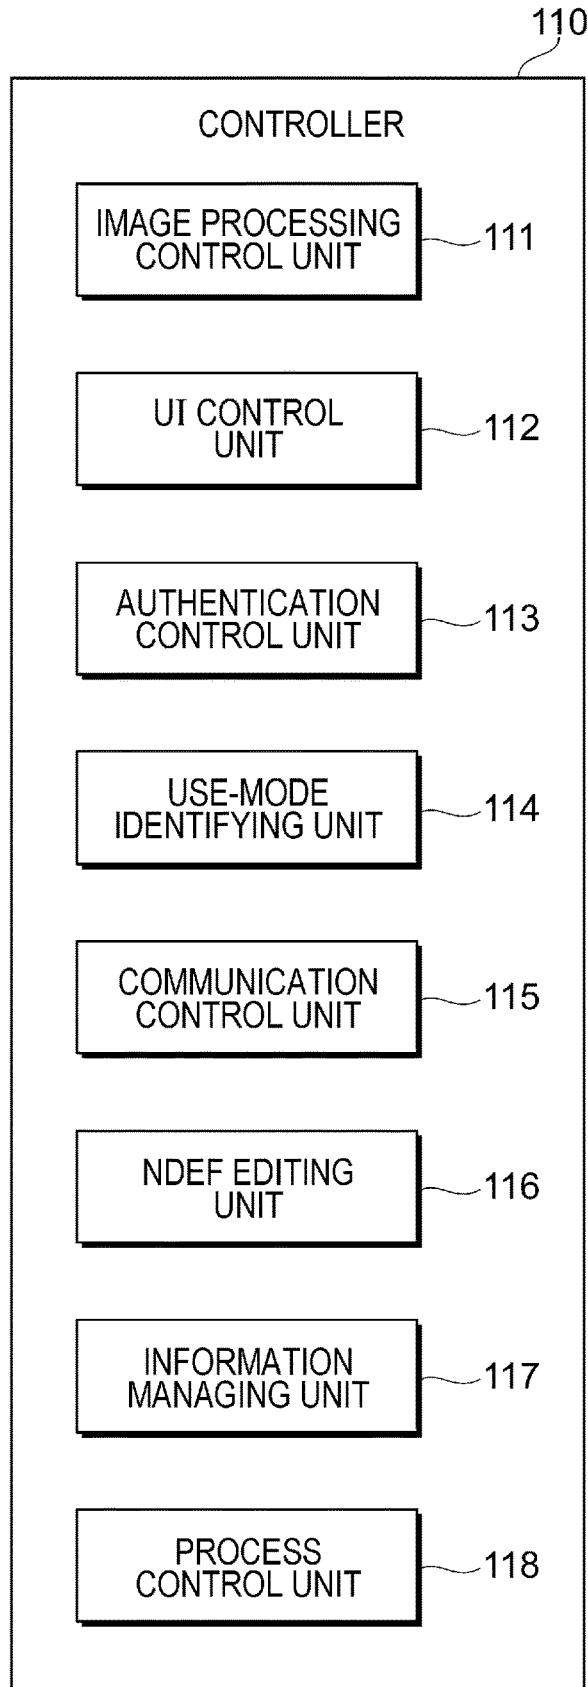 110
CONTROLLER
IMAGE PROCESSING
CONTROL UNIT
111
UI CONTROL
UNIT
112
AUTHENTICATION
CONTROL UNIT
113
USE-MODE
IDENTIFYING UNIT
114
COMMUNICATION
CONTROL UNIT
115
NDEF EDITING
UNIT
116
INFORMATION
MANAGING UNIT
117
PROCESS
CONTROL UNIT
118